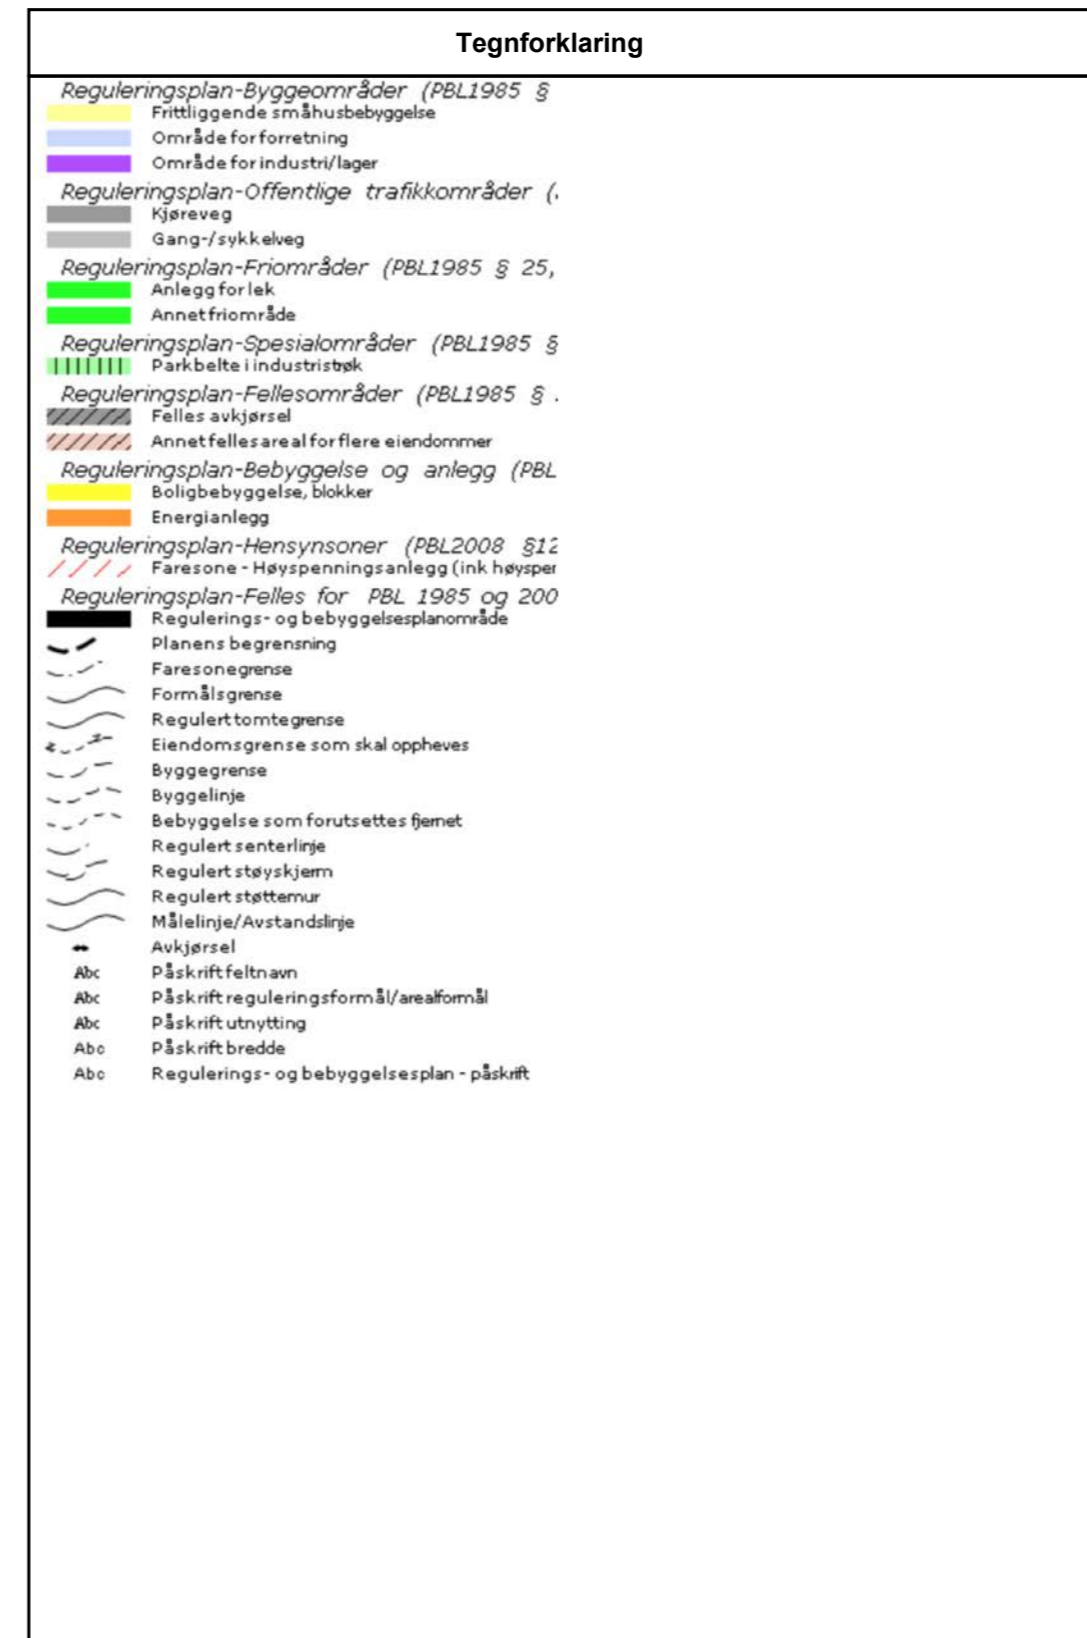 Tegnforklaring
Reguleringsplan-Byggeområder (PBL1985 §
Frittliggende småhusbebyggelse
Område for forretning
Område for industri/lager
Reguleringsplan-Offentlige trafikkområder (
Kjøreveg
Gang-/sykkelveg
Reguleringsplan-Friområder (PBL1985 § 25,
Anlegg for lek
Annet friområde
Reguleringsplan-Spesialområder (PBL1985 §
Parkbelte i industristrøk
Reguleringsplan-Fellesområder (PBL1985 §
Felles avkjørsel
Annet felles areal for flere eiendommer
Reguleringsplan-Bebyggelse og anlegg (PBL
Boligbebyggelse, blokker
Energianlegg
Reguleringsplan-Hensynsoner (PBL2008 §12
Faresone - Høyspenningsanlegg (ink høyspen
Reguleringsplan-Felles for PBL 1985 og 200
Regulerings- og bebyggelsesplanområde
Planens begrensning
Faresonegrense
Formålsgrense
Regulert tomtegrense
Eiendomsgrense som skal oppheves
Byggegrense
Byggelinje
Bebyggelse som forutsettes fjernet
Regulert senterlinje
Regulert støyskjerm
Regulert støttemur
Målelinje/Avstandslinje
Avkjørsel
Abc Påskrift feltnavn
Abc Påskrift reguleringsformål/arealformål
Abc Påskrift utnytting
Abc Påskrift bredde
Abc Regulerings- og bebyggelsesplan - påskrift